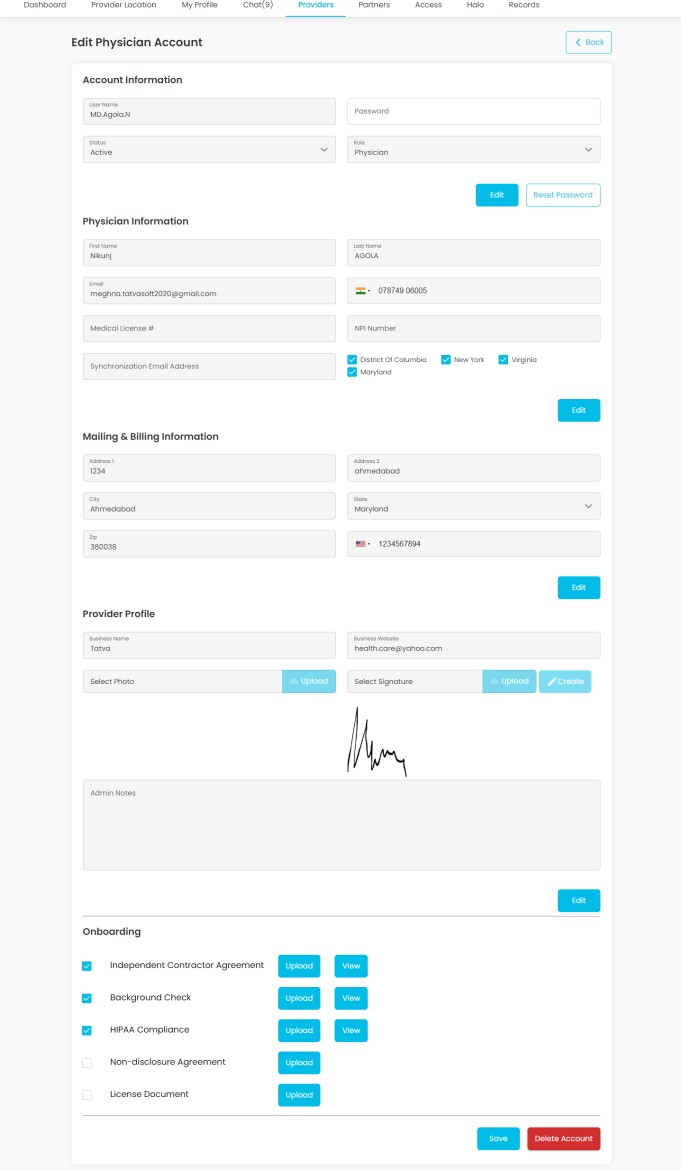 Dashboard Provider Location My Profile Chat(9) Providers Partners Access Halo Records
Edit Physician Account
Back
Account Information
User Name
MD.Agola.N
Password
Status
Active
Role
Physician
Edit
Reset Password
Physician Information
First Name
Nikunj
Last Name
AGOLA
Email
meghna.tatvasoft2020@gmail.com
078749 06005
Medical License #
NPI Number
Synchronization Email Address
District Of Columbia New York Virginia
Maryland
Edit
Mailing & Billing Information
Address 1
1234
Address 2
ahmedabad
City
Ahmedabad
State
Maryland
Zip
380038
1234567894
Edit
Provider Profile
Business Name
Tatva
Business Website
health.care@yahoo.com
Select Photo
Upload
Select Signature
Upload
Create
Admin Notes
Edit
Onboarding
Independent Contractor Agreement Upload View
Background Check Upload View
HIPAA Compliance Upload View
Non-disclosure Agreement Upload
License Document Upload
Save
Delete Account